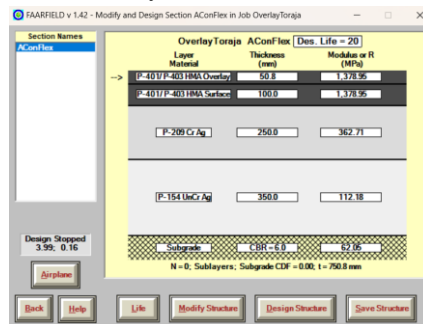 FAARFIELD v 1.42 - Modify and Design Section AConFlex in Job OverlayToraja
Section Names
AConFlex
OverlayToraja AConFlex Des. Life = 20
Layer Material Thickness (mm) Modulus or R (MPa)
--> P-401/ P-403 HMA Overlay 50.8 1,378.95
P-401/ P-403 HMA Surface 100.0 1,378.95
P-209 Cr Ag 250.0 362.71
P-154 UnCr Ag 350.0 112.18
Subgrade CBR = 6.0 62.05
N = 0; Sublayers; Subgrade CDF = 0.00; t = 750.8 mm
Design Stopped
3.99; 0.16
Airplane
Back Help Life Modify Structure Design Structure Save Structure